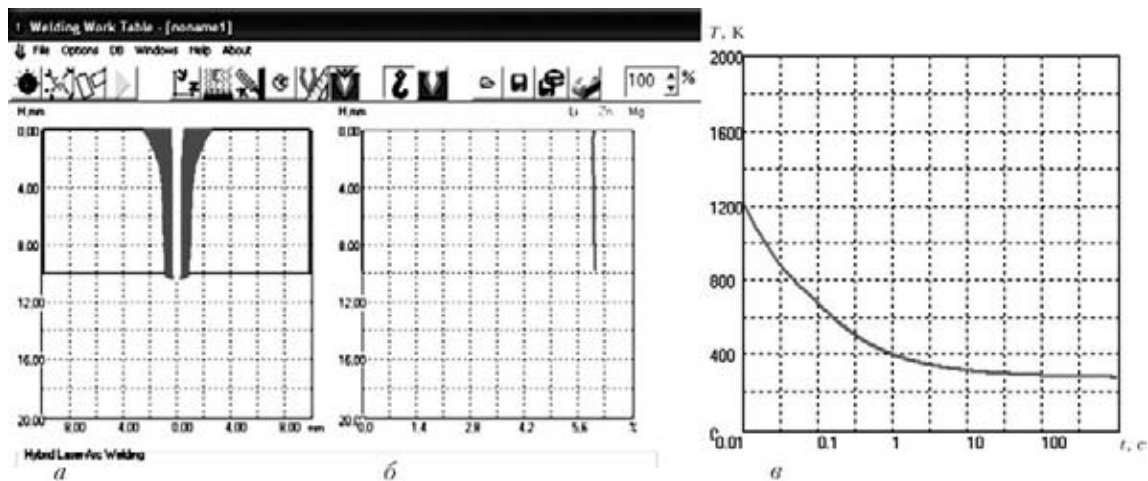 Welding Work Table - [noname1]
File Options DB Windows Help About
100 %
H,mm
0.00
4.00
8.00
12.00
16.00
20.00
8.00 4.00 0.00 4.00 8.00 mm
H,mm
Li Zn Mg
0.00
4.00
8.00
12.00
16.00
20.00
0.0 1.4 2.8 4.2 5.6 %
T, К
2000
1600
1200
800
400
0.01 0.1 1 10 100 t, с
Hybrid Laser-Arc Welding
а б в